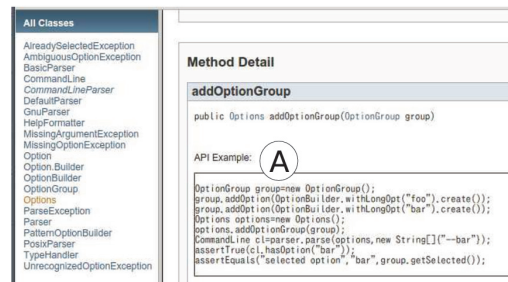 All Classes
AlreadySelectedException
AmbiguousOptionException
BasicParser
CommandLine
CommandLineParser
DefaultParser
GnuParser
HelpFormatter
MissingArgumentException
MissingOptionException
Option
Option.Builder
OptionBuilder
OptionGroup
Options
ParseException
Parser
PatternOptionBuilder
PosixParser
TypeHandler
UnrecognizedOptionException
Method Detail
addOptionGroup
public Options addOptionGroup(OptionGroup group)
API Example:
A
OptionGroup group=new OptionGroup();
group.addOption(OptionBuilder.withLongOpt("foo").create());
group.addOption(OptionBuilder.withLongOpt("bar").create());
Options options=new Options();
options.addOptionGroup(group);
CommandLine cl=parser.parse(options,new String[]{"--bar"});
assertTrue(cl.hasOption("bar"));
assertEquals("selected option","bar",group.getSelected());